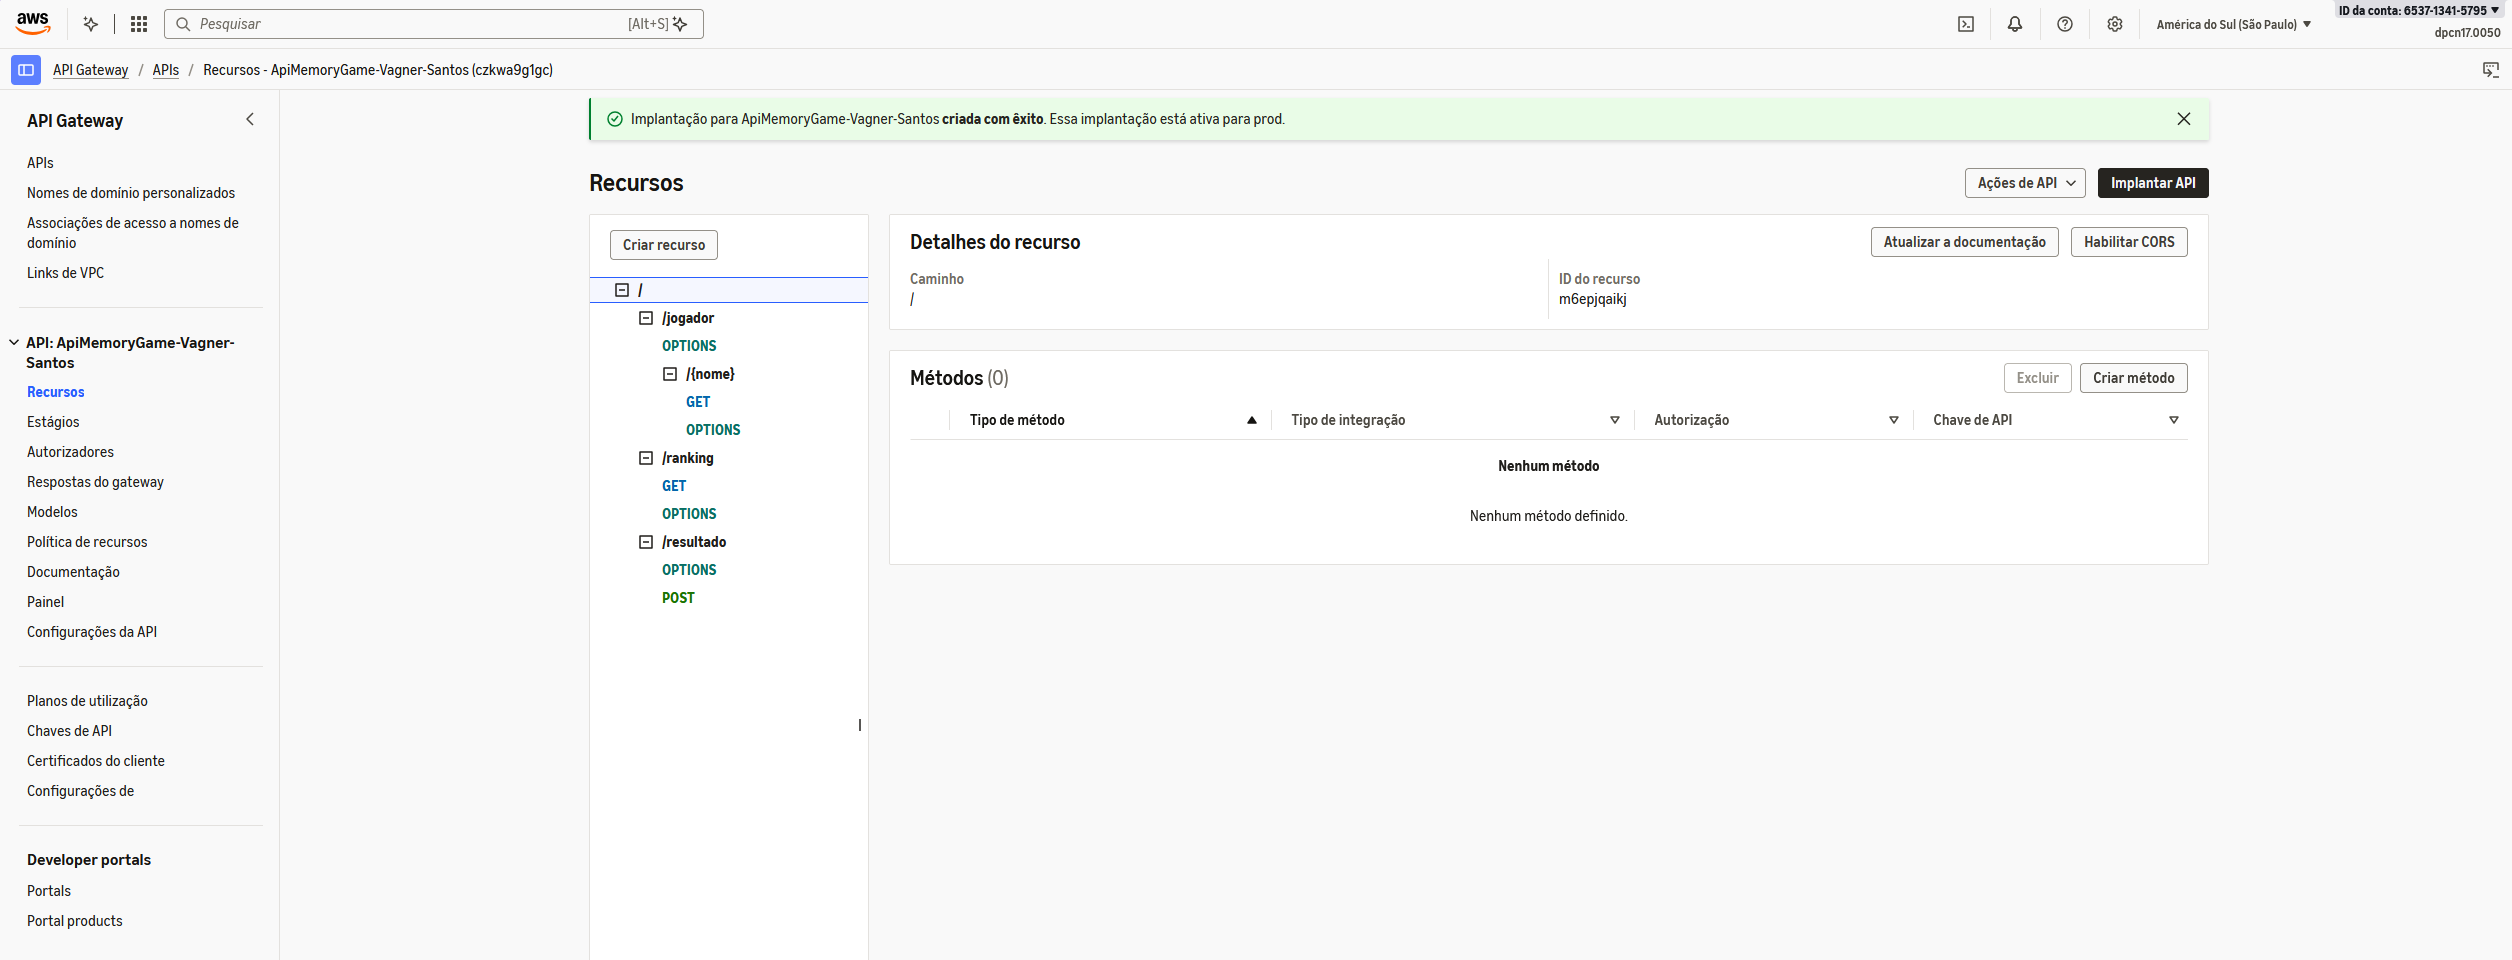 aws
Pesquisar
[Alt+S]
América do Sul (São Paulo)
ID da conta: 6537-1341-5795
dpcn17.0050
API Gateway / APIs / Recursos - ApiMemoryGame-Vagner-Santos (czkwa9g1gc)
API Gateway
APIs
Nomes de domínio personalizados
Associações de acesso a nomes de
domínio
Links de VPC
API: ApiMemoryGame-Vagner-
Santos
Recursos
Estágios
Autorizadores
Respostas do gateway
Modelos
Política de recursos
Documentação
Painel
Configurações da API
Planos de utilização
Chaves de API
Certificados do cliente
Configurações de
Developer portals
Portals
Portal products
Implantação para ApiMemoryGame-Vagner-Santos criada com êxito. Essa implantação está ativa para prod.
Recursos
Ações de API
Implantar API
Criar recurso
/
/jogador
OPTIONS
/{nome}
GET
OPTIONS
/ranking
GET
OPTIONS
/resultado
OPTIONS
POST
Detalhes do recurso
Atualizar a documentação
Habilitar CORS
Caminho
/
ID do recurso
m6epjqaikj
Métodos (0)
Excluir
Criar método
Tipo de método
Tipo de integração
Autorização
Chave de API
Nenhum método
Nenhum método definido.